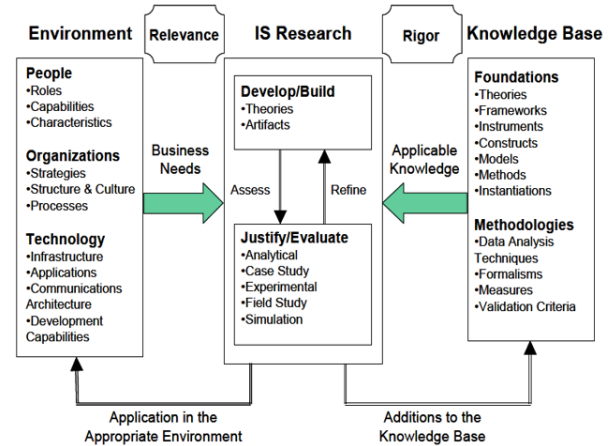 Environment
Relevance
IS Research
Rigor
Knowledge Base
People
•Roles
•Capabilities
•Characteristics
Organizations
•Strategies
•Structure & Culture
•Processes
Technology
•Infrastructure
•Applications
•Communications
Architecture
•Development
Capabilities
Business
Needs
Develop/Build
•Theories
•Artifacts
Assess
Refine
Justify/Evaluate
•Analytical
•Case Study
•Experimental
•Field Study
•Simulation
Applicable
Knowledge
Foundations
•Theories
•Frameworks
•Instruments
•Constructs
•Models
•Methods
•Instantiations
Methodologies
•Data Analysis
Techniques
•Formalisms
•Measures
•Validation Criteria
Application in the
Appropriate Environment
Additions to the
Knowledge Base